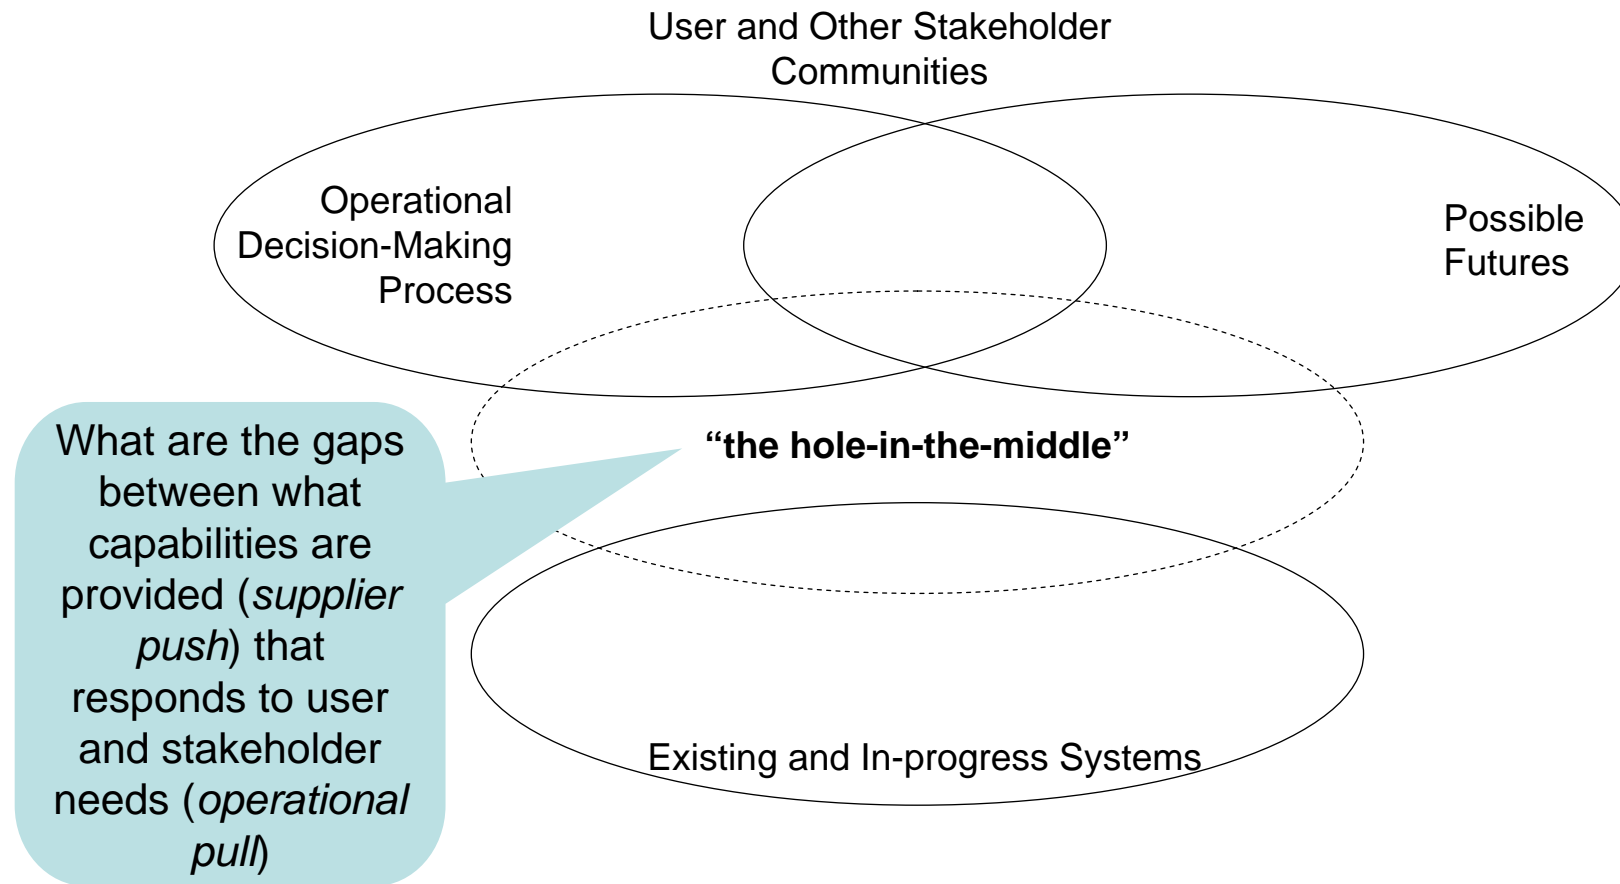 User and Other Stakeholder
Communities
Operational
Decision-Making
Process
Possible
Futures
“the hole-in-the-middle”
What are the gaps
between what
capabilities are
provided (supplier
push) that
responds to user
and stakeholder
needs (operational
pull)
Existing and In-progress Systems